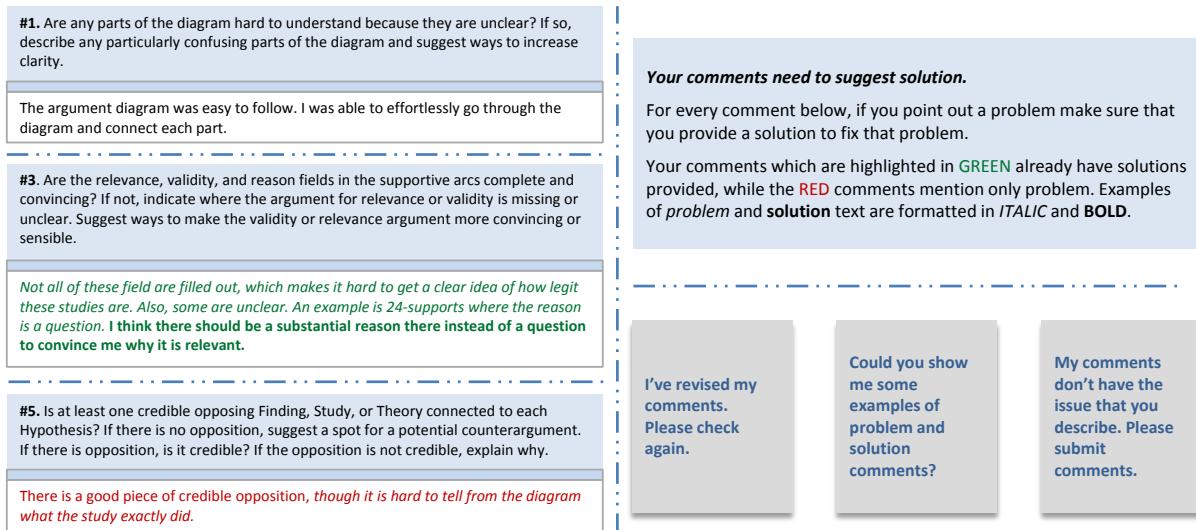 #1. Are any parts of the diagram hard to understand because they are unclear? If so,
describe any particularly confusing parts of the diagram and suggest ways to increase
clarity.
The argument diagram was easy to follow. I was able to effortlessly go through the
diagram and connect each part.
#3. Are the relevance, validity, and reason fields in the supportive arcs complete and
convincing? If not, indicate where the argument for relevance or validity is missing or
unclear. Suggest ways to make the validity or relevance argument more convincing or
sensible.
Not all of these field are filled out, which makes it hard to get a clear idea of how legit
these studies are. Also, some are unclear. An example is 24-supports where the reason
is a question. I think there should be a substantial reason there instead of a question
to convince me why it is relevant.
#5. Is at least one credible opposing Finding, Study, or Theory connected to each
Hypothesis? If there is no opposition, suggest a spot for a potential counterargument.
If there is opposition, is it credible? If the opposition is not credible, explain why.
There is a good piece of credible opposition, though it is hard to tell from the diagram
what the study exactly did.
Your comments need to suggest solution.
For every comment below, if you point out a problem make sure that
you provide a solution to fix that problem.
Your comments which are highlighted in GREEN already have solutions
provided, while the RED comments mention only problem. Examples
of problem and solution text are formatted in ITALIC and BOLD.
I've revised my
comments.
Please check
again.
Could you show
me some
examples of
problem and
solution
comments?
My comments
don't have the
issue that you
describe. Please
submit
comments.